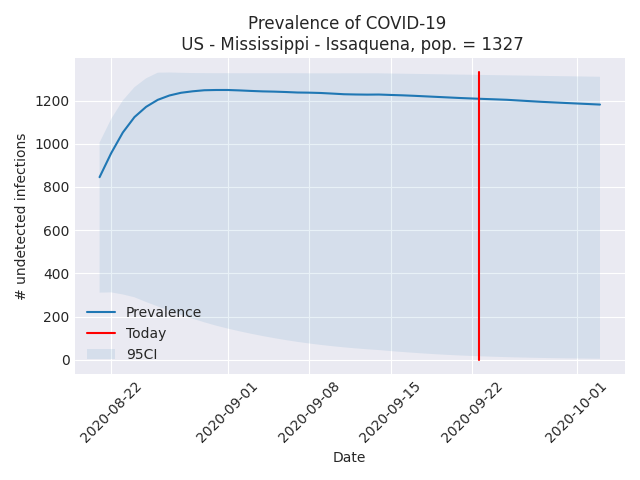 Prevalence of COVID-19
US - Mississippi - Issaquena, pop. = 1327
# undetected infections
1200
1000
800
600
400
200
0
Prevalence
Today
95CI
2020-08-22
2020-09-01
2020-09-08
2020-09-15
2020-09-22
2020-10-01
Date